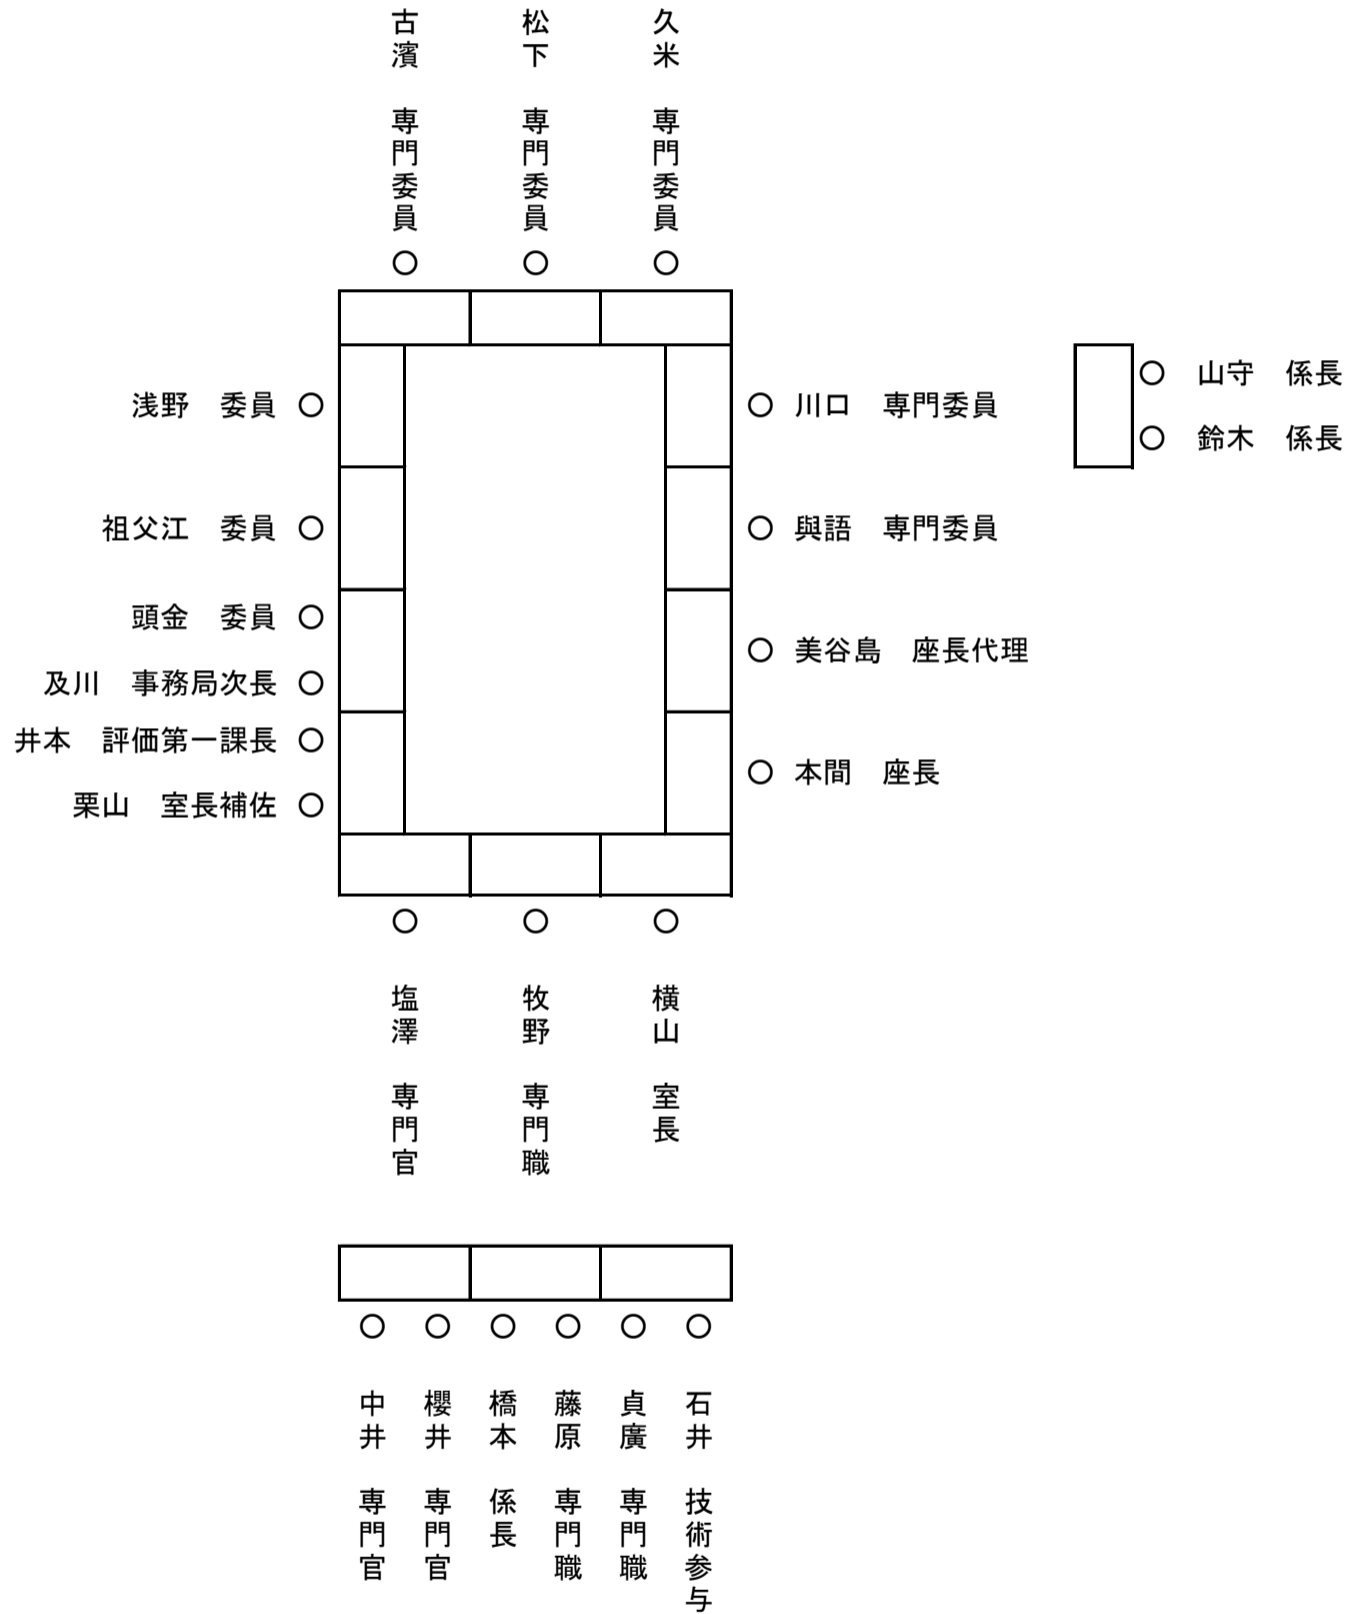 古濱　専門委員
松下　専門委員
久米　専門委員
浅野　委員
祖父江　委員
頭金　委員
及川　事務局次長
井本　評価第一課長
栗山　室長補佐
川口　専門委員
與語　専門委員
美谷島　座長代理
本間　座長
山守　係長
鈴木　係長
塩澤　専門官
牧野　専門職
横山　室長
中井　専門官
櫻井　専門官
橋本　係長
藤原　専門職
貞廣　専門職
石井　技術参与